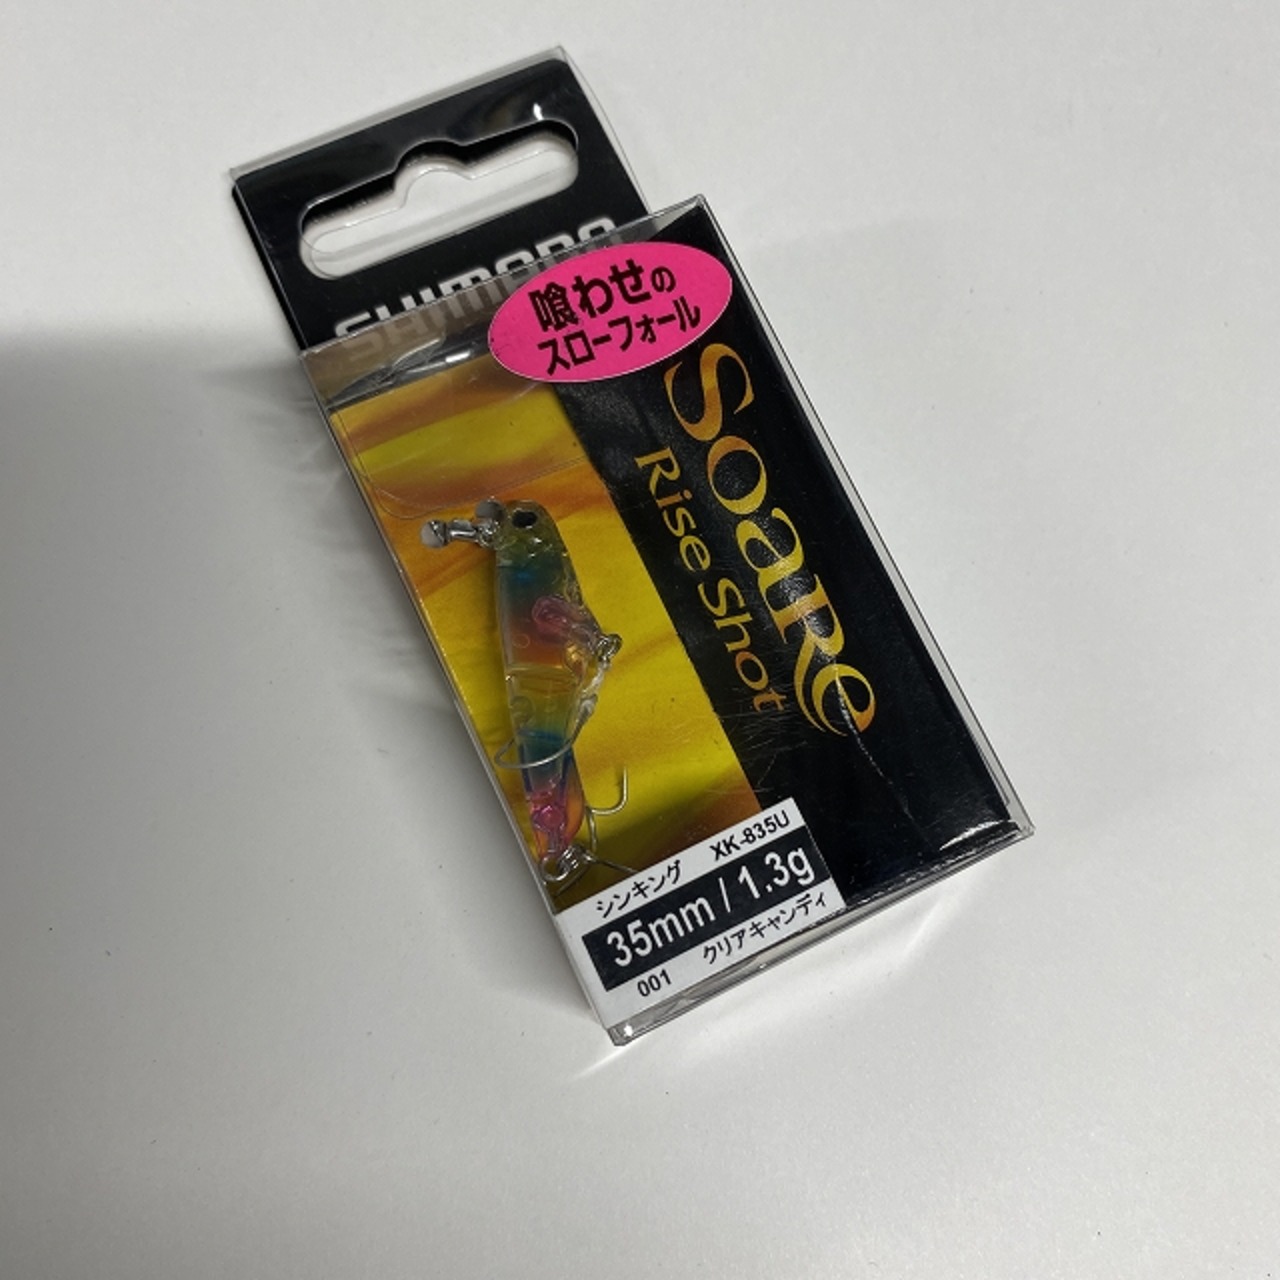 SHIMANO
喰わせの
スローフォール
Soare
Rise Shot
シンキング XK-835U
35mm / 1.3g
001 クリアキャンディ